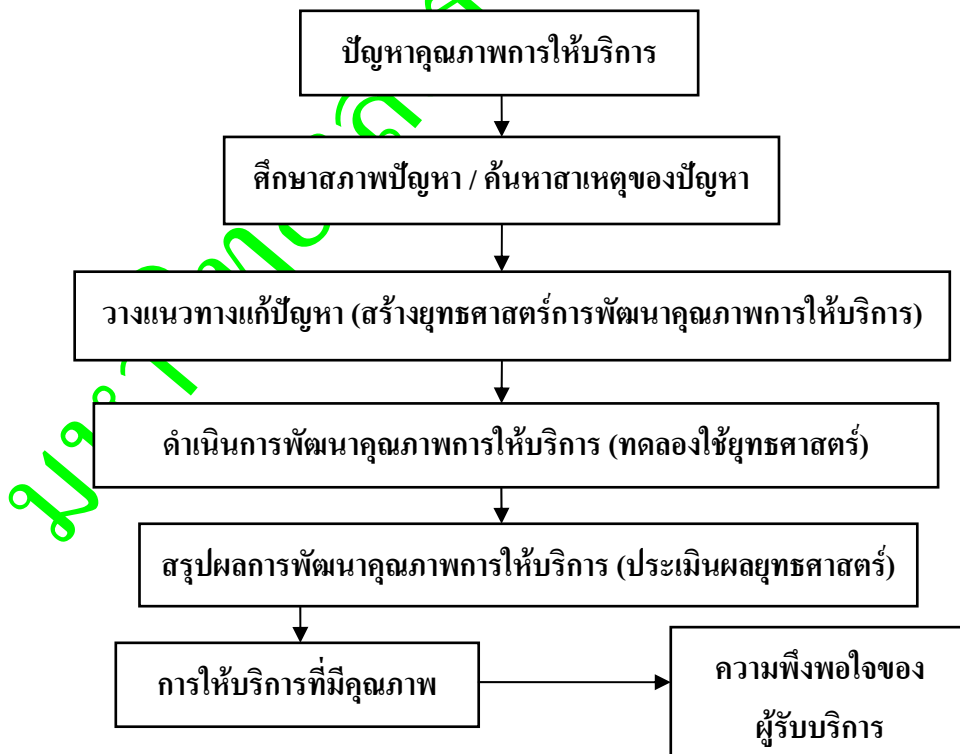 ปัญหาคุณภาพการให้บริการ
ศึกษาสภาพปัญหา / ค้นหาสาเหตุของปัญหา
วางแนวทางแก้ปัญหา (สร้างยุทธศาสตร์การพัฒนาคุณภาพการให้บริการ)
ดำเนินการพัฒนาคุณภาพการให้บริการ (ทดลองใช้ยุทธศาสตร์)
สรุปผลการพัฒนาคุณภาพการให้บริการ (ประเมินผลยุทธศาสตร์)
การให้บริการที่มีคุณภาพ
ความพึงพอใจของ
ผู้รับบริการ